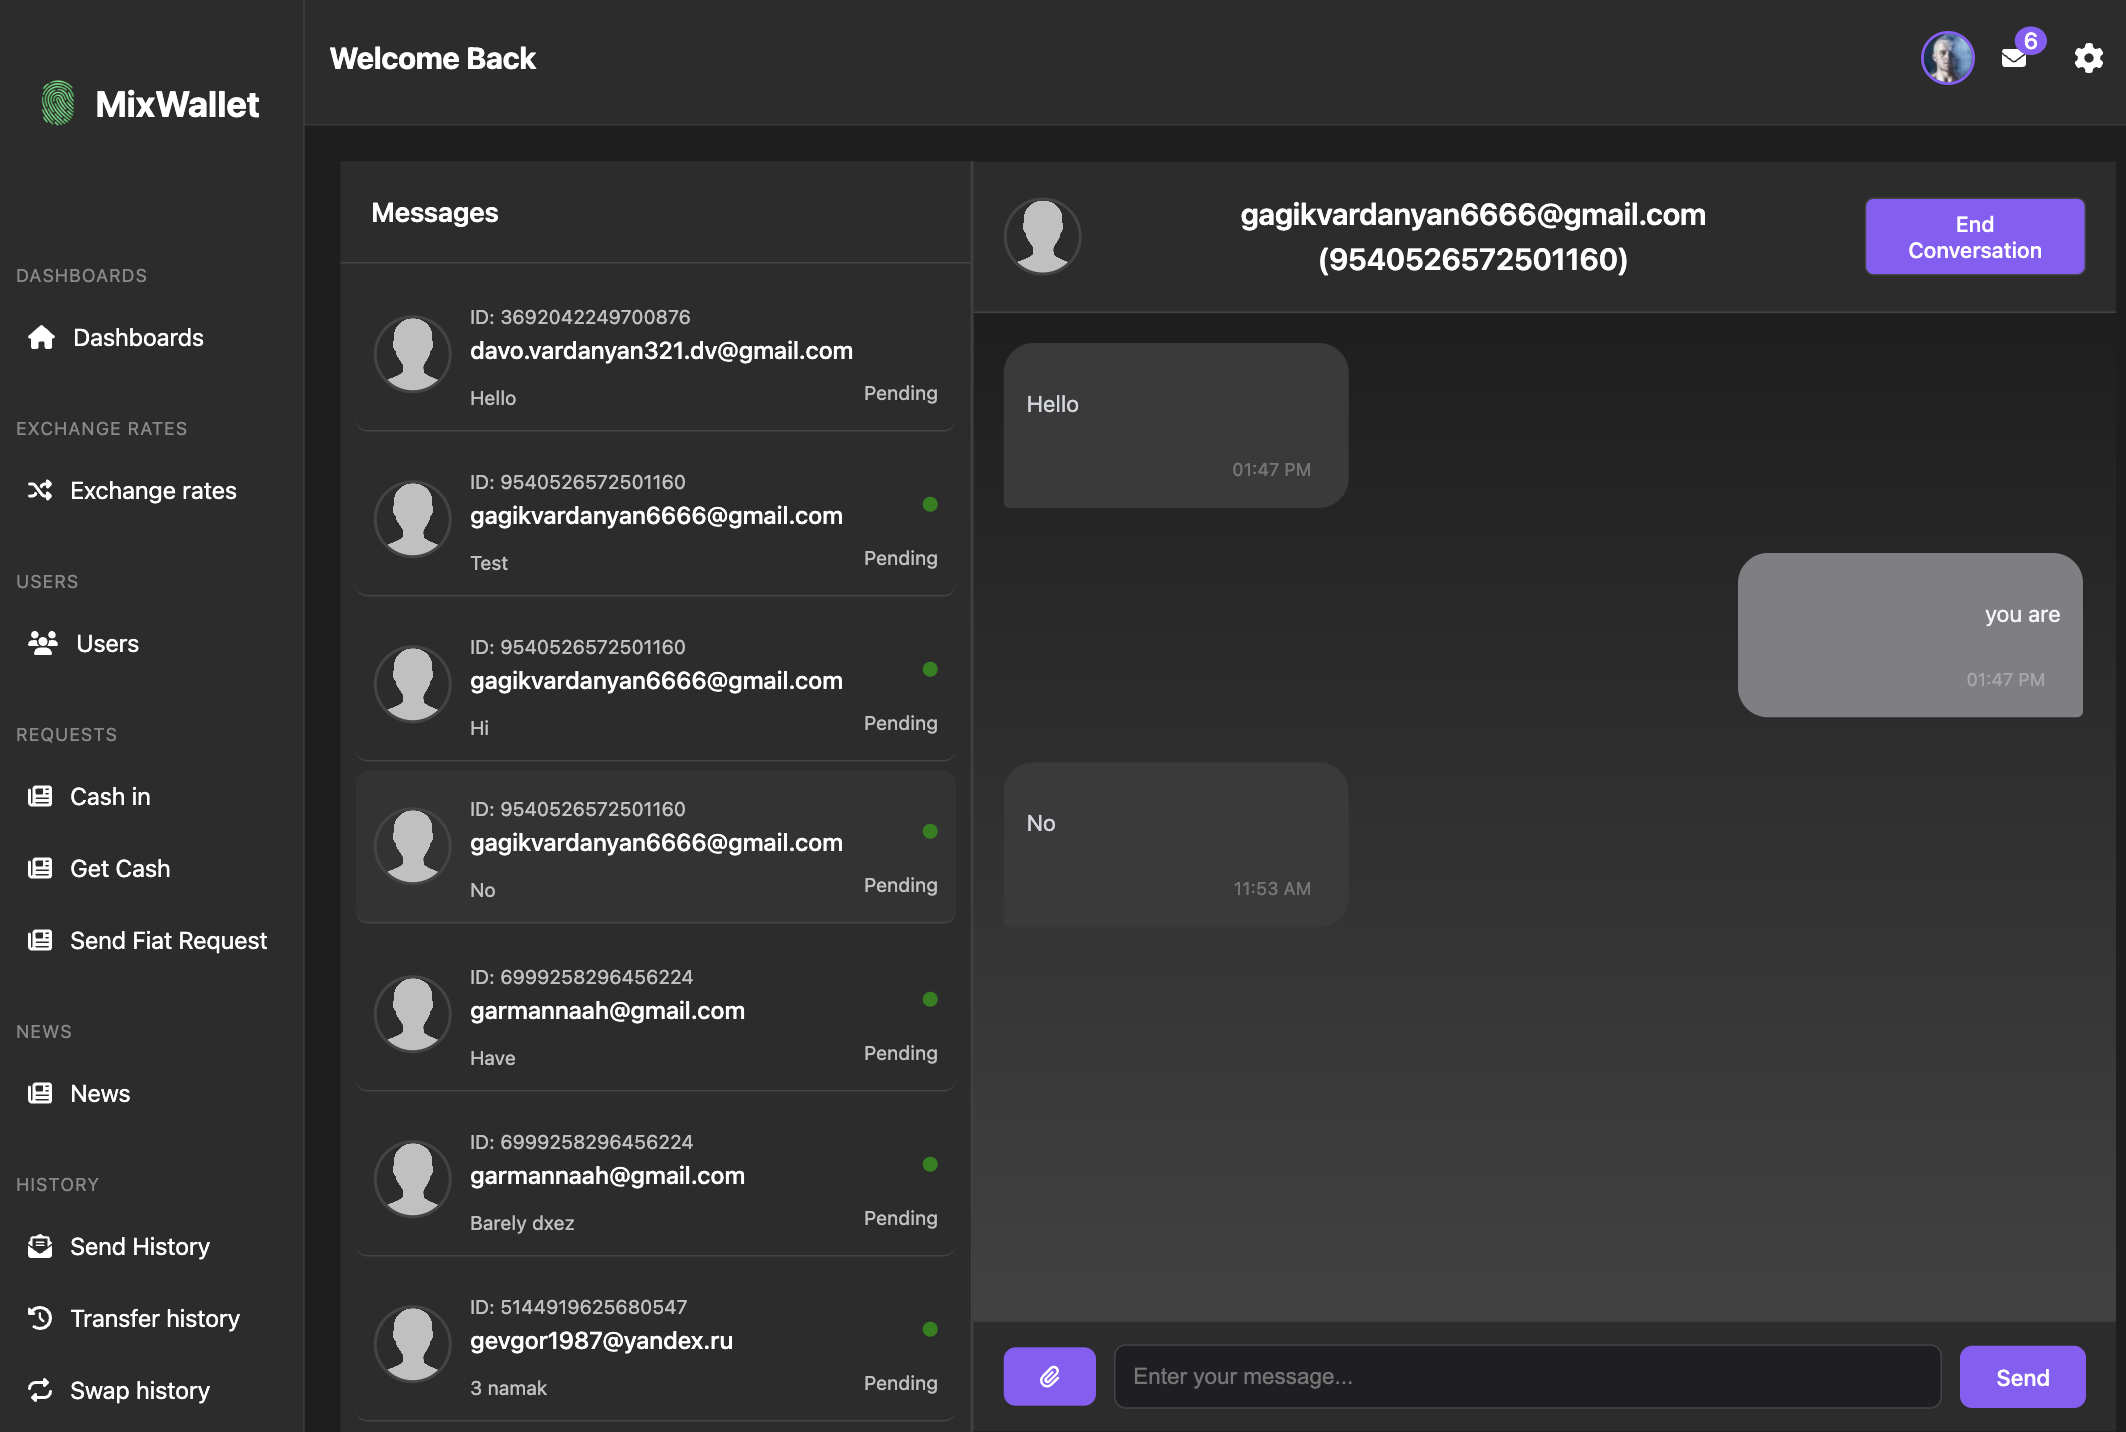 MixWallet
DASHBOARDS
Dashboards
EXCHANGE RATES
Exchange rates
USERS
Users
REQUESTS
Cash in
Get Cash
Send Fiat Request
NEWS
News
HISTORY
Send History
Transfer history
Swap history
Welcome Back
6
Messages
ID: 3692042249700876
davo.vardanyan321.dv@gmail.com
Hello
Pending
ID: 9540526572501160
gagikvardanyan6666@gmail.com
Test
Pending
ID: 9540526572501160
gagikvardanyan6666@gmail.com
Hi
Pending
ID: 9540526572501160
gagikvardanyan6666@gmail.com
No
Pending
ID: 6999258296456224
garmannaah@gmail.com
Have
Pending
ID: 6999258296456224
garmannaah@gmail.com
Barely dxez
Pending
ID: 5144919625680547
gevgor1987@yandex.ru
3 namak
Pending
gagikvardanyan6666@gmail.com
(9540526572501160)
End
Conversation
Hello
01:47 PM
you are
01:47 PM
No
11:53 AM
Enter your message...
Send